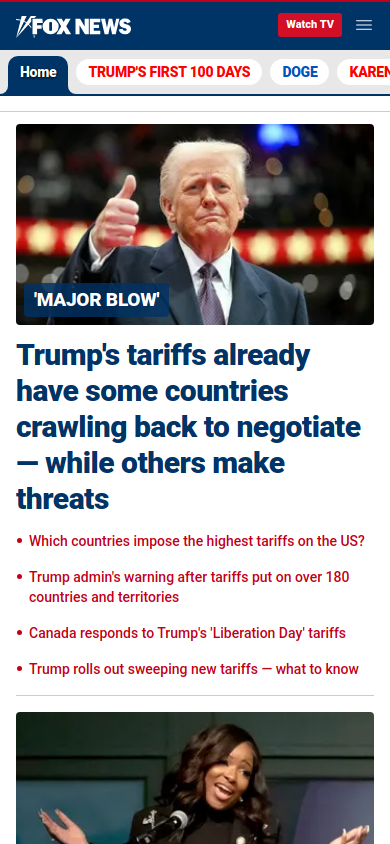 FOX NEWS
Watch TV
Home
TRUMP'S FIRST 100 DAYS
DOGE
KAREN
'MAJOR BLOW'
Trump's tariffs already
have some countries
crawling back to negotiate
— while others make
threats
• Which countries impose the highest tariffs on the US?
• Trump admin's warning after tariffs put on over 180
countries and territories
• Canada responds to Trump's 'Liberation Day' tariffs
• Trump rolls out sweeping new tariffs — what to know